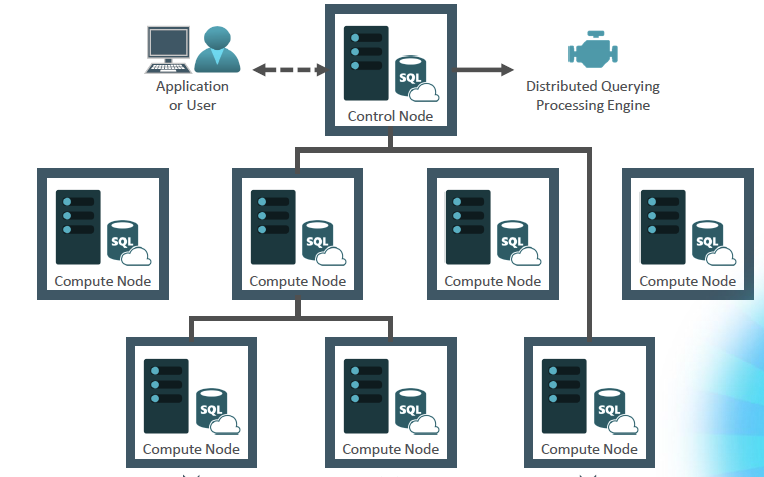 SQL
Application
or User
Control Node
Distributed Querying
Processing Engine
SQL
SQL
SQL
SQL
Compute Node
Compute Node
Compute Node
Compute Node
SQL
SQL
SQL
Compute Node
Compute Node
Compute Node